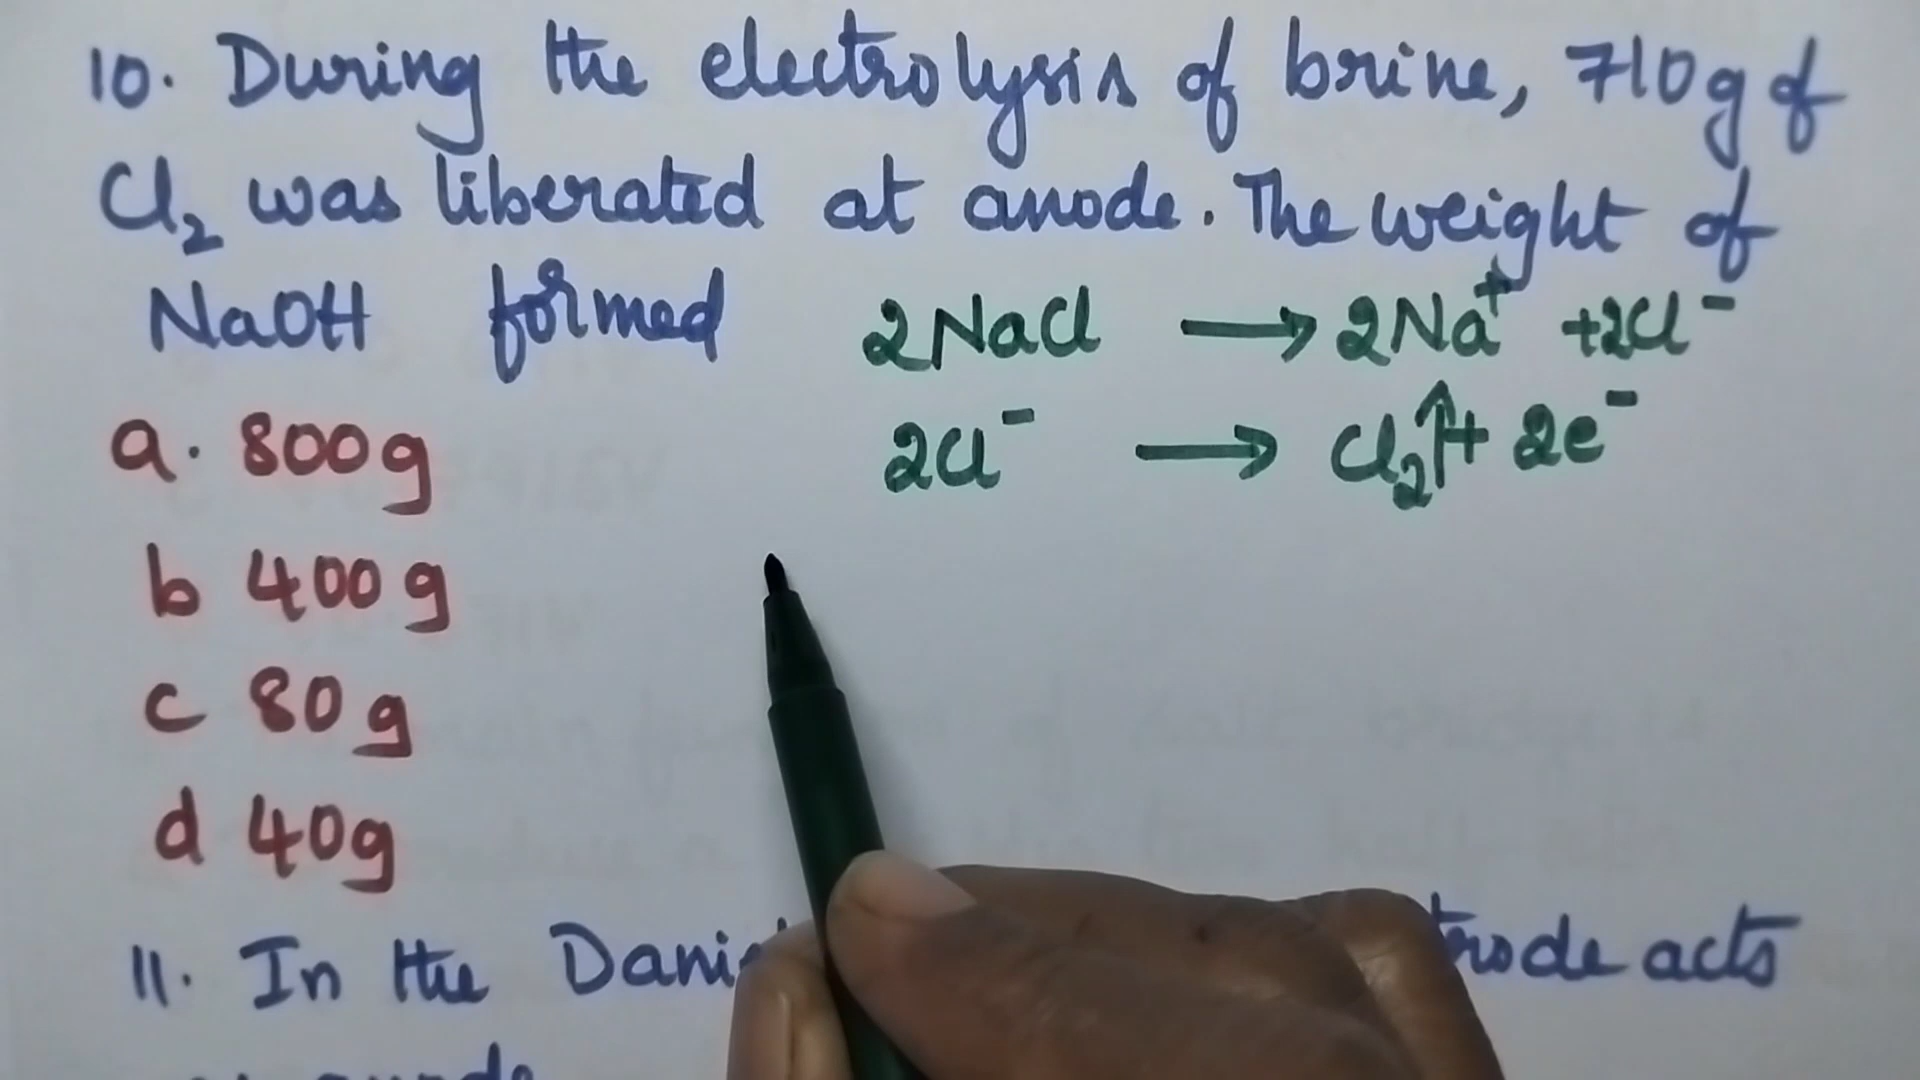 10. During the electrolysis of brine, 710g of
Cl₂ was liberated at anode. The weight of
NaOH formed
2NaCl → 2Na⁺ + 2Cl⁻
a. 800g
2Cl⁻ → Cl₂↑ + 2e⁻
b 400g
c 80g
d 40g
11. In the acts